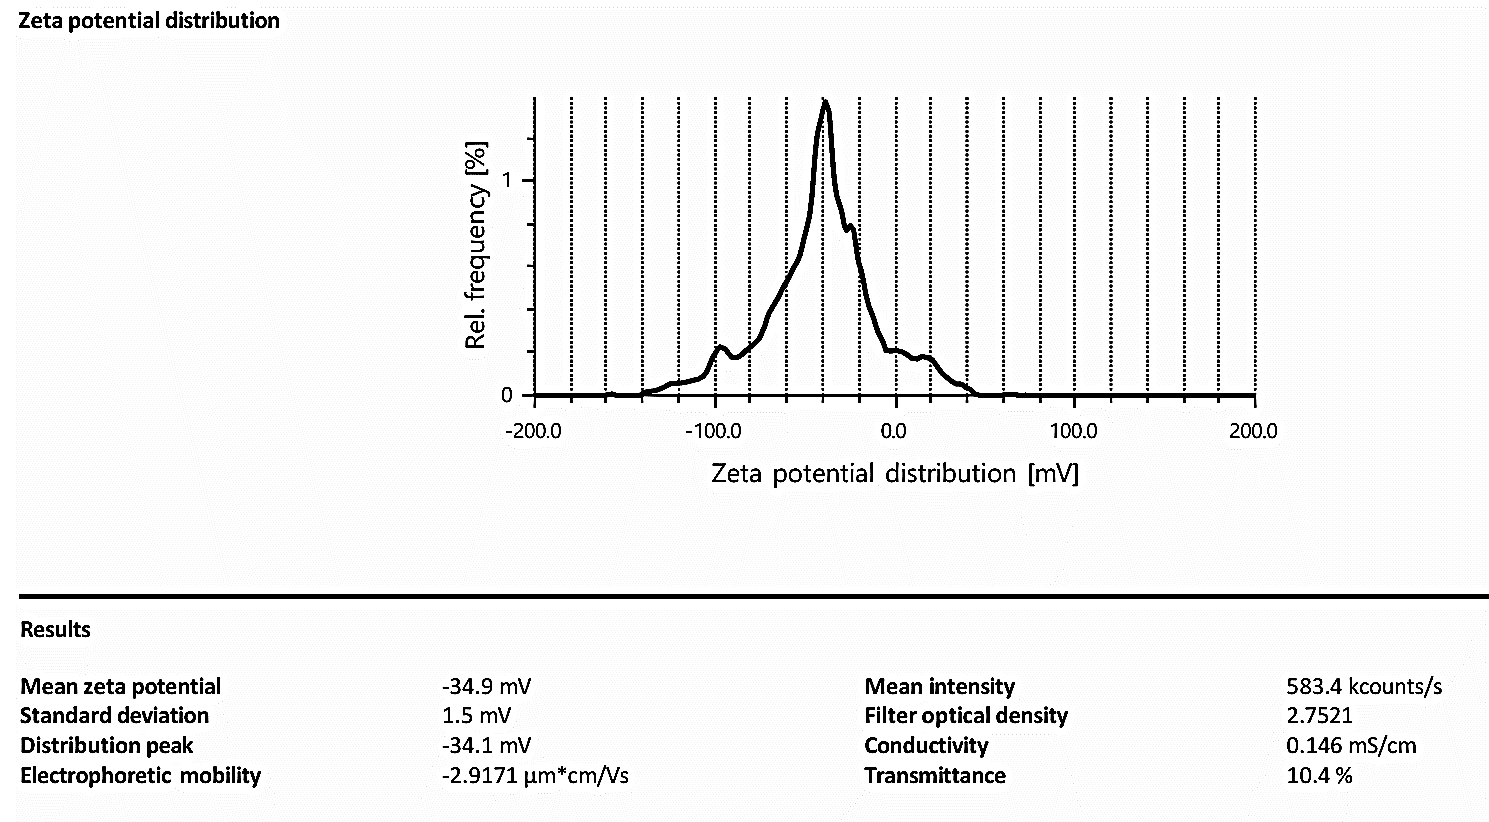 Zeta potential distribution
Rel. frequency [%]
1
0
-200.0 -100.0 0.0 100.0 200.0
Zeta potential distribution [mV]
Results
Mean zeta potential -34.9 mV Mean intensity 583.4 kcounts/s
Standard deviation 1.5 mV Filter optical density 2.7521
Distribution peak -34.1 mV Conductivity 0.146 mS/cm
Electrophoretic mobility -2.9171 µm*cm/Vs Transmittance 10.4 %